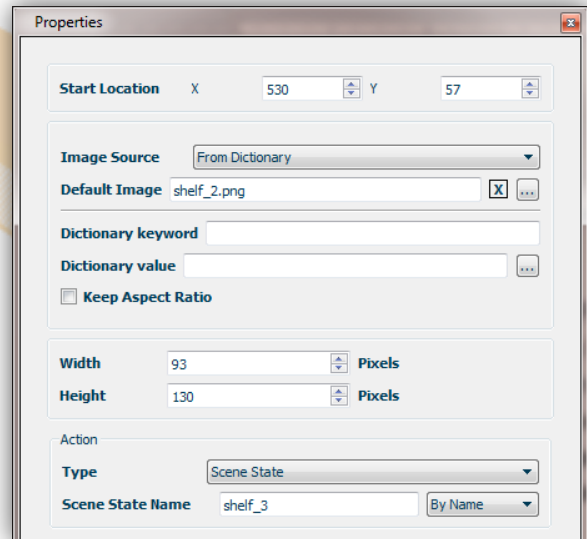 Properties
Start Location X 530 Y 57
Image Source From Dictionary
Default Image shelf_2.png X ...
Dictionary keyword
Dictionary value ...
Keep Aspect Ratio
Width 93 Pixels
Height 130 Pixels
Action
Type Scene State
Scene State Name shelf_3 By Name